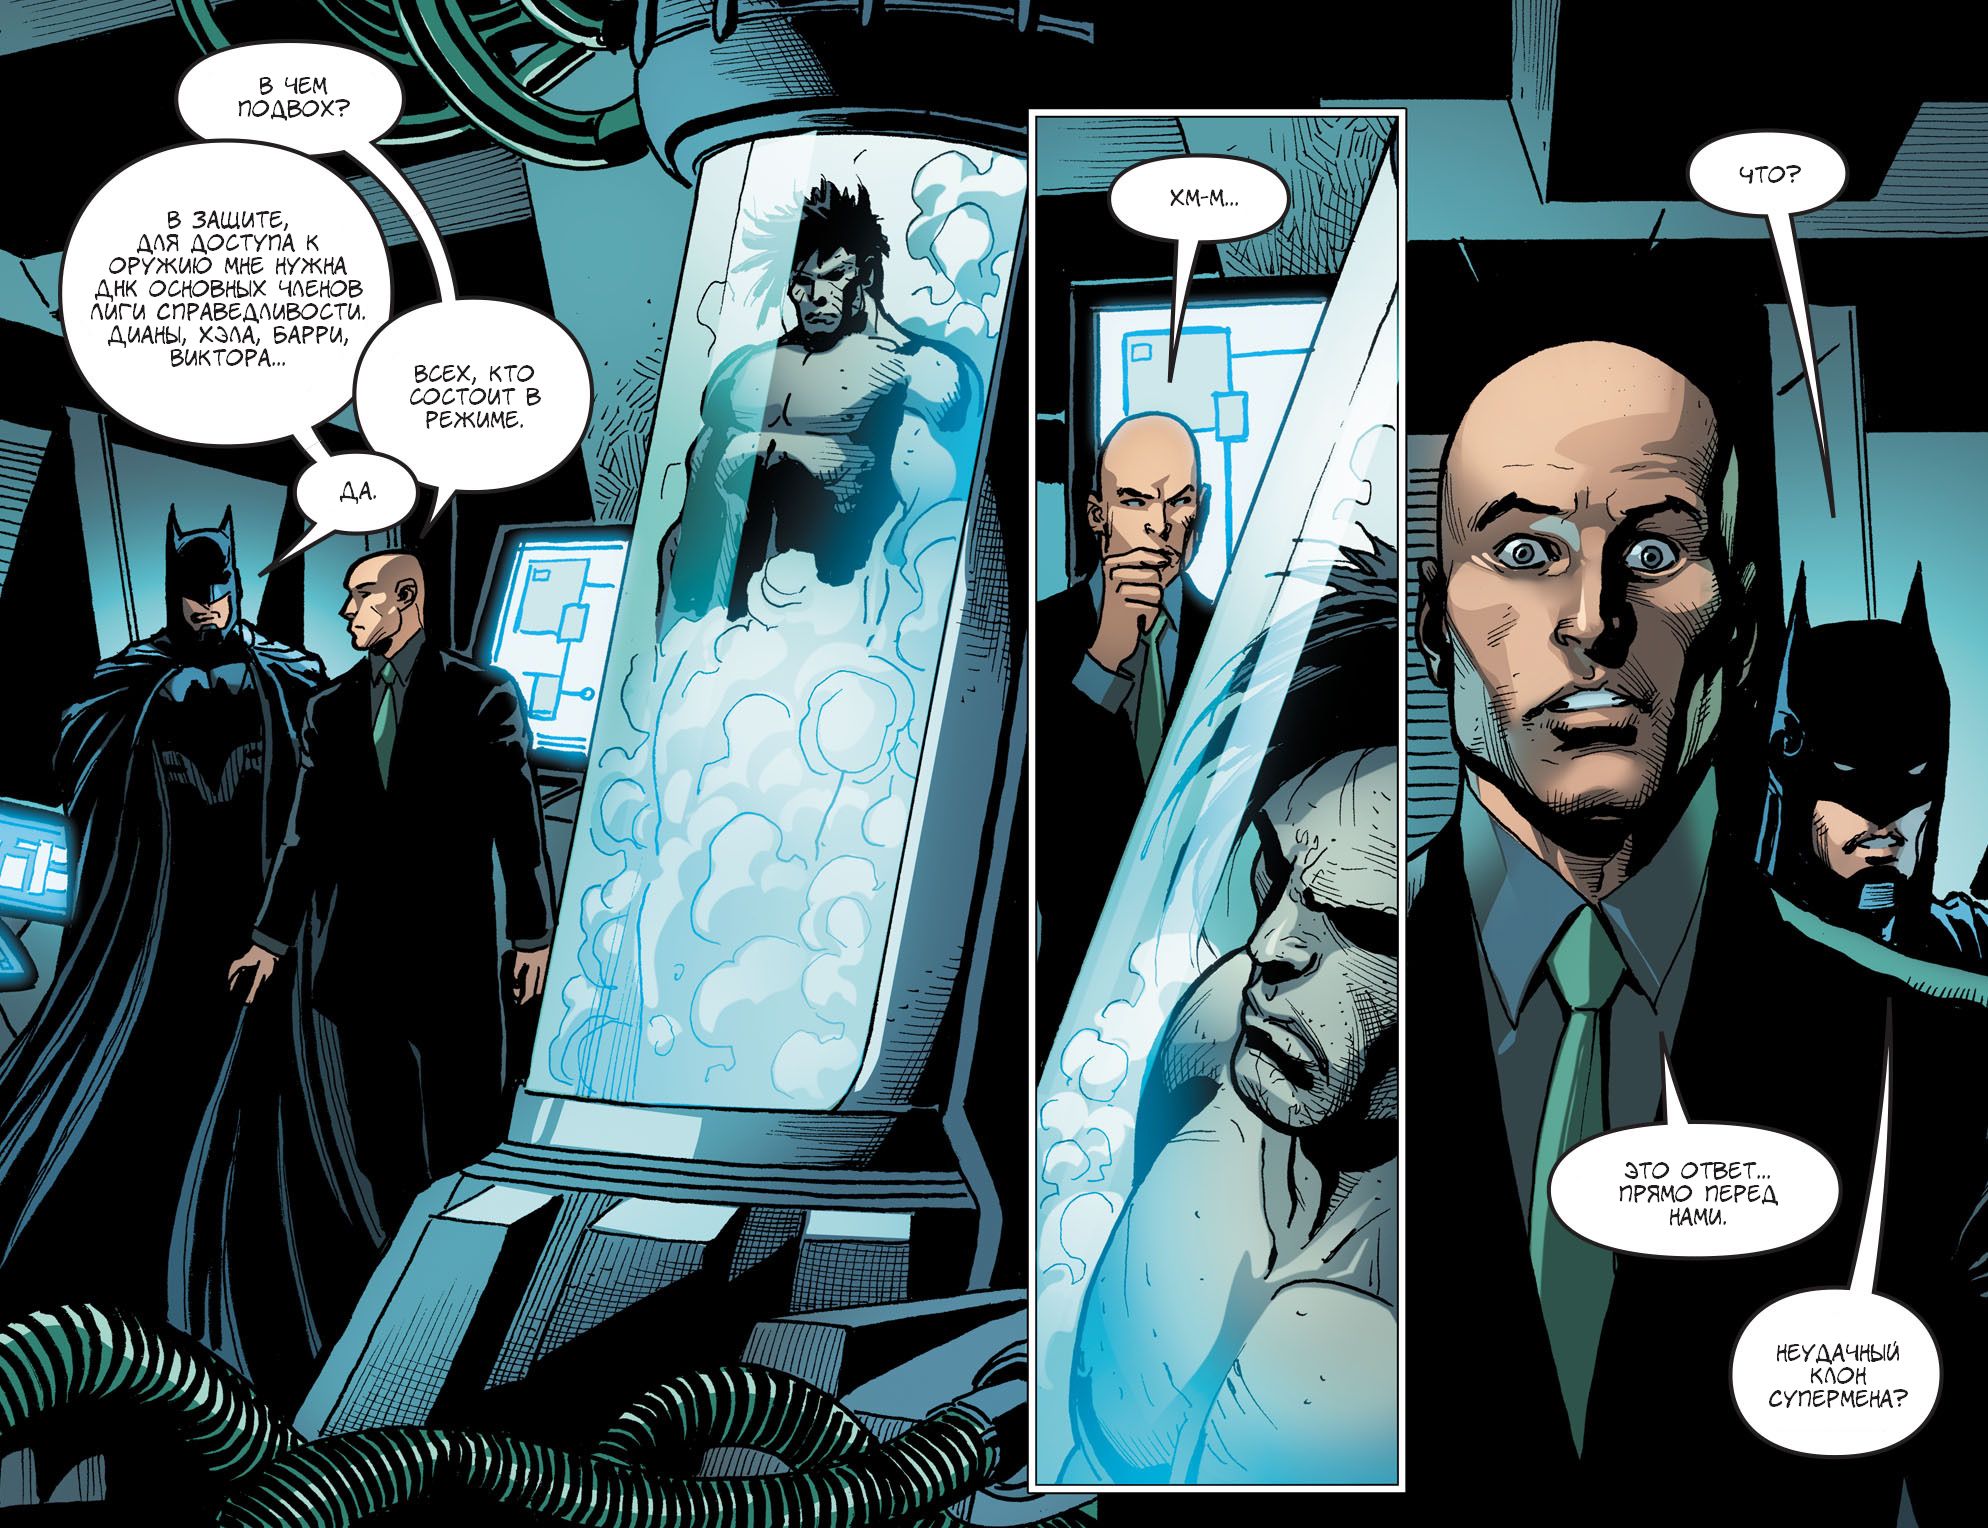 В ЧЕМ
ПОДВОХ?
В ЗАЩИТЕ,
ДЛЯ ДОСТУПА К
ОРУЖИЮ МНЕ НУЖНА
ДНК ОСНОВНЫХ ЧЛЕНОВ
ЛИГИ СПРАВЕДЛИВОСТИ.
ДИАНЫ, ХЭЛА, БАРРИ,
ВИКТОРА...
ВСЕХ, КТО
СОСТОИТ В
РЕЖИМЕ.
ДА.
ХМ-М...
ЧТО?
ЭТО ОТВЕТ...
ПРЯМО ПЕРЕД
НАМИ.
НЕУДАЧНЫЙ
КЛОН
СУПЕРМЕНА?